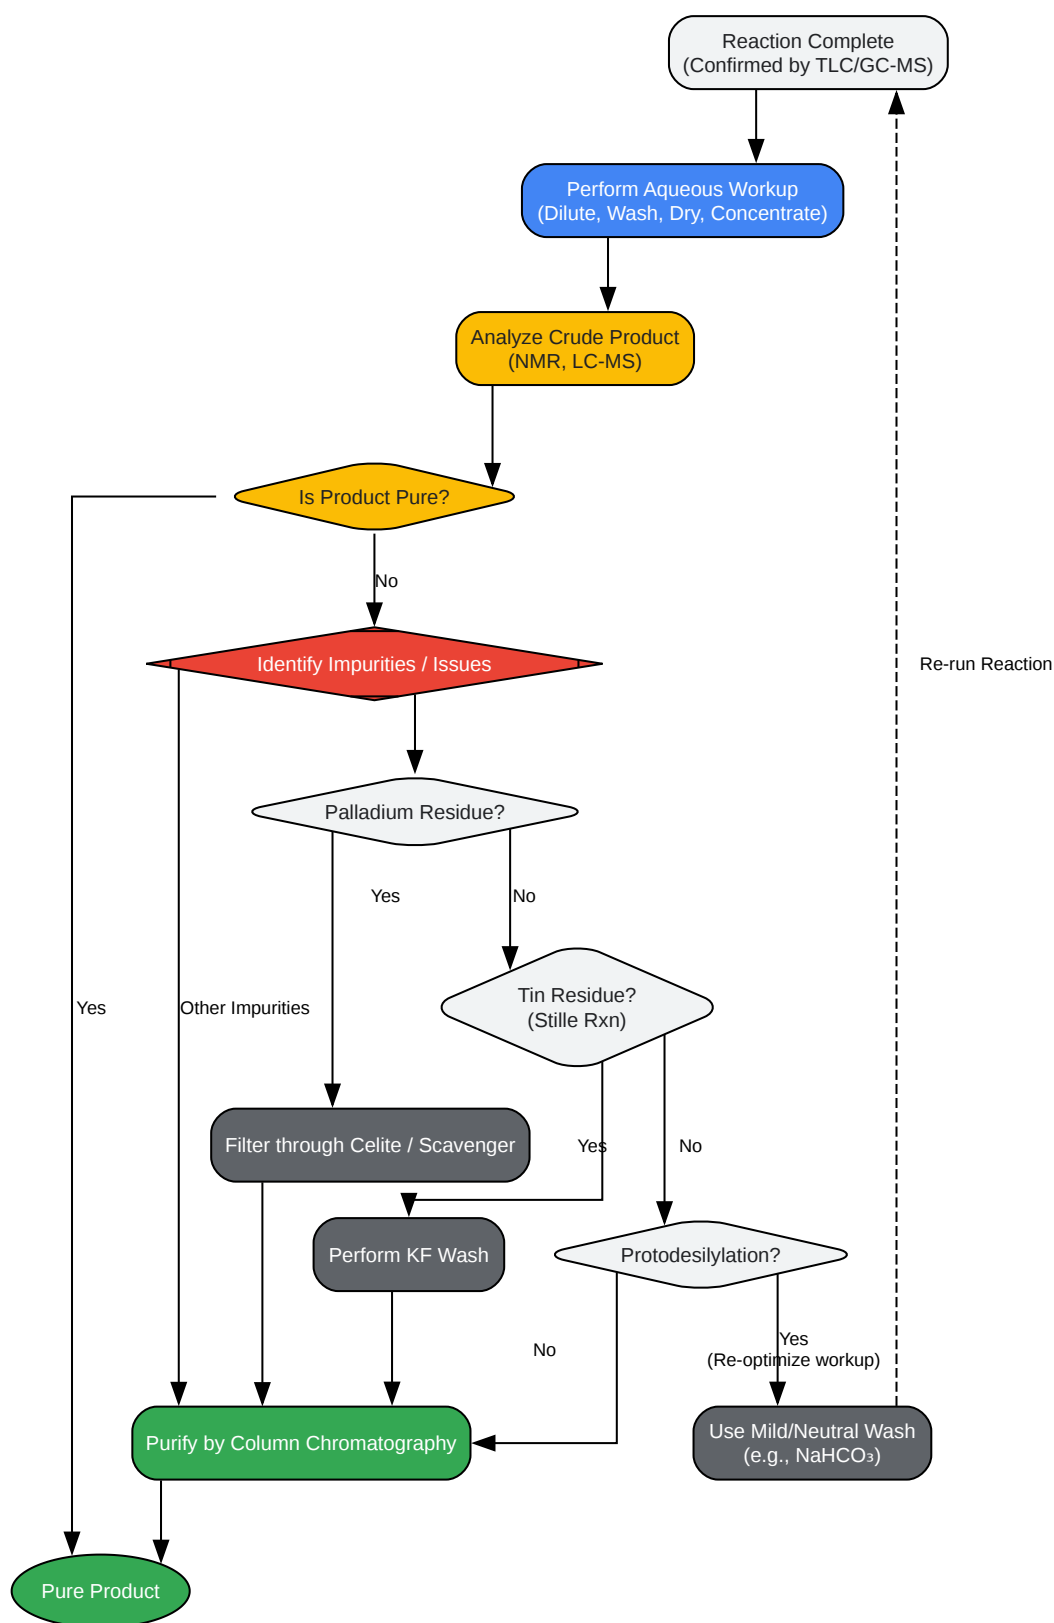 Reaction Complete
(Confirmed by TLC/GC-MS)
Perform Aqueous Workup
(Dilute, Wash, Dry, Concentrate)
Analyze Crude Product
(NMR, LC-MS)
Is Product Pure?
No
Identify Impurities / Issues
Re-run Reaction
Palladium Residue?
Yes
No
Tin Residue?
(Stille Rxn)
Yes
Other Impurities
Filter through Celite / Scavenger
Yes
No
Perform KF Wash
Protodesilylation?
No
Yes
(Re-optimize workup)
Purify by Column Chromatography
Use Mild/Neutral Wash
(e.g., NaHCO₃)
Pure Product